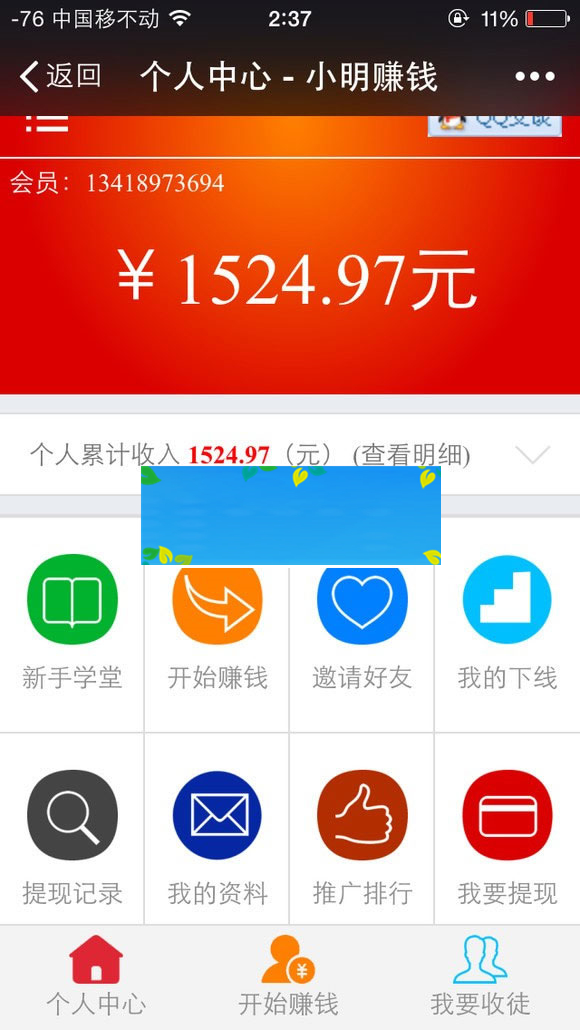 -76 中国移不动 2:37 11%
返回 个人中心 - 小明赚钱
QQ交谈
会员：13418973694
¥ 1524.97元
个人累计收入 1524.97（元） (查看明细)
新手学堂 开始赚钱 邀请好友 我的下线
提现记录 我的资料 推广排行 我要提现
¥
个人中心 开始赚钱 我要收徒